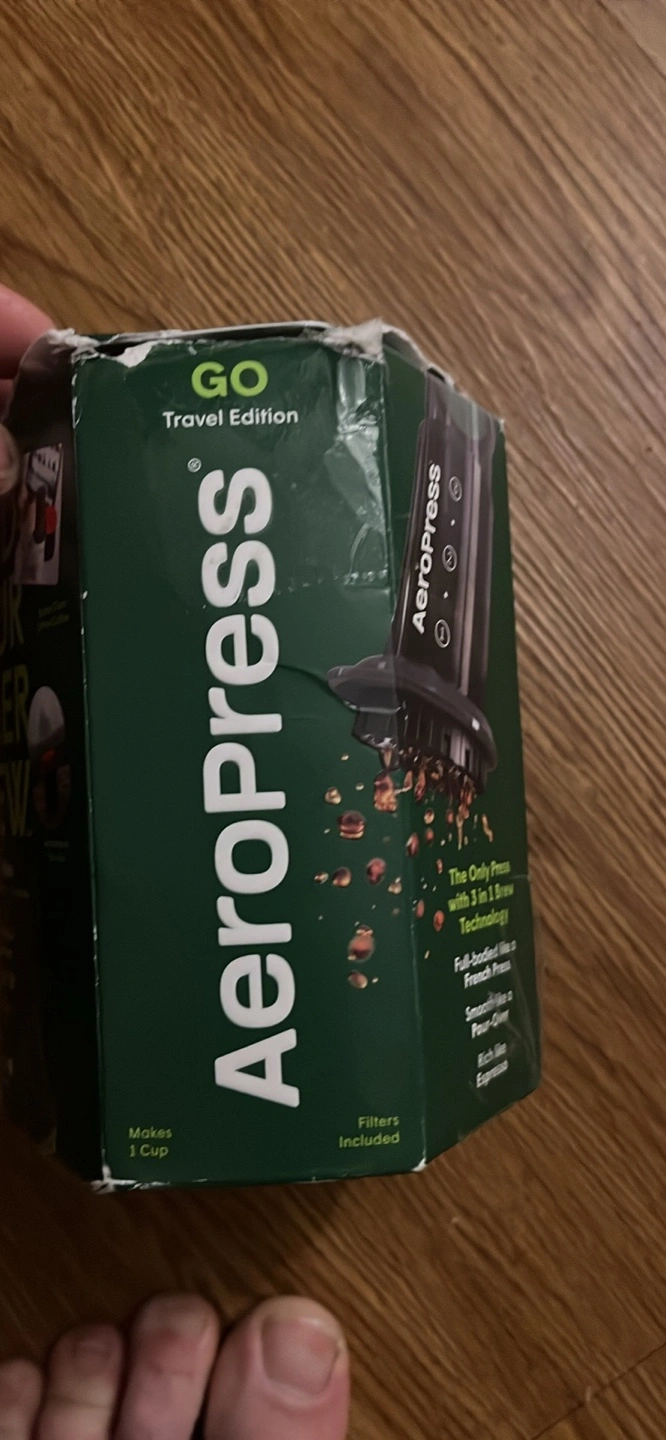 GO
Travel Edition
AeroPress®
Makes
1 Cup
Filters
Included
AeroPress
The Only Press
with 3 in 1 Brew
Technology
Full-bodied like a
French Press
Smooth like a
Pour-Over
Rich like
Espresso